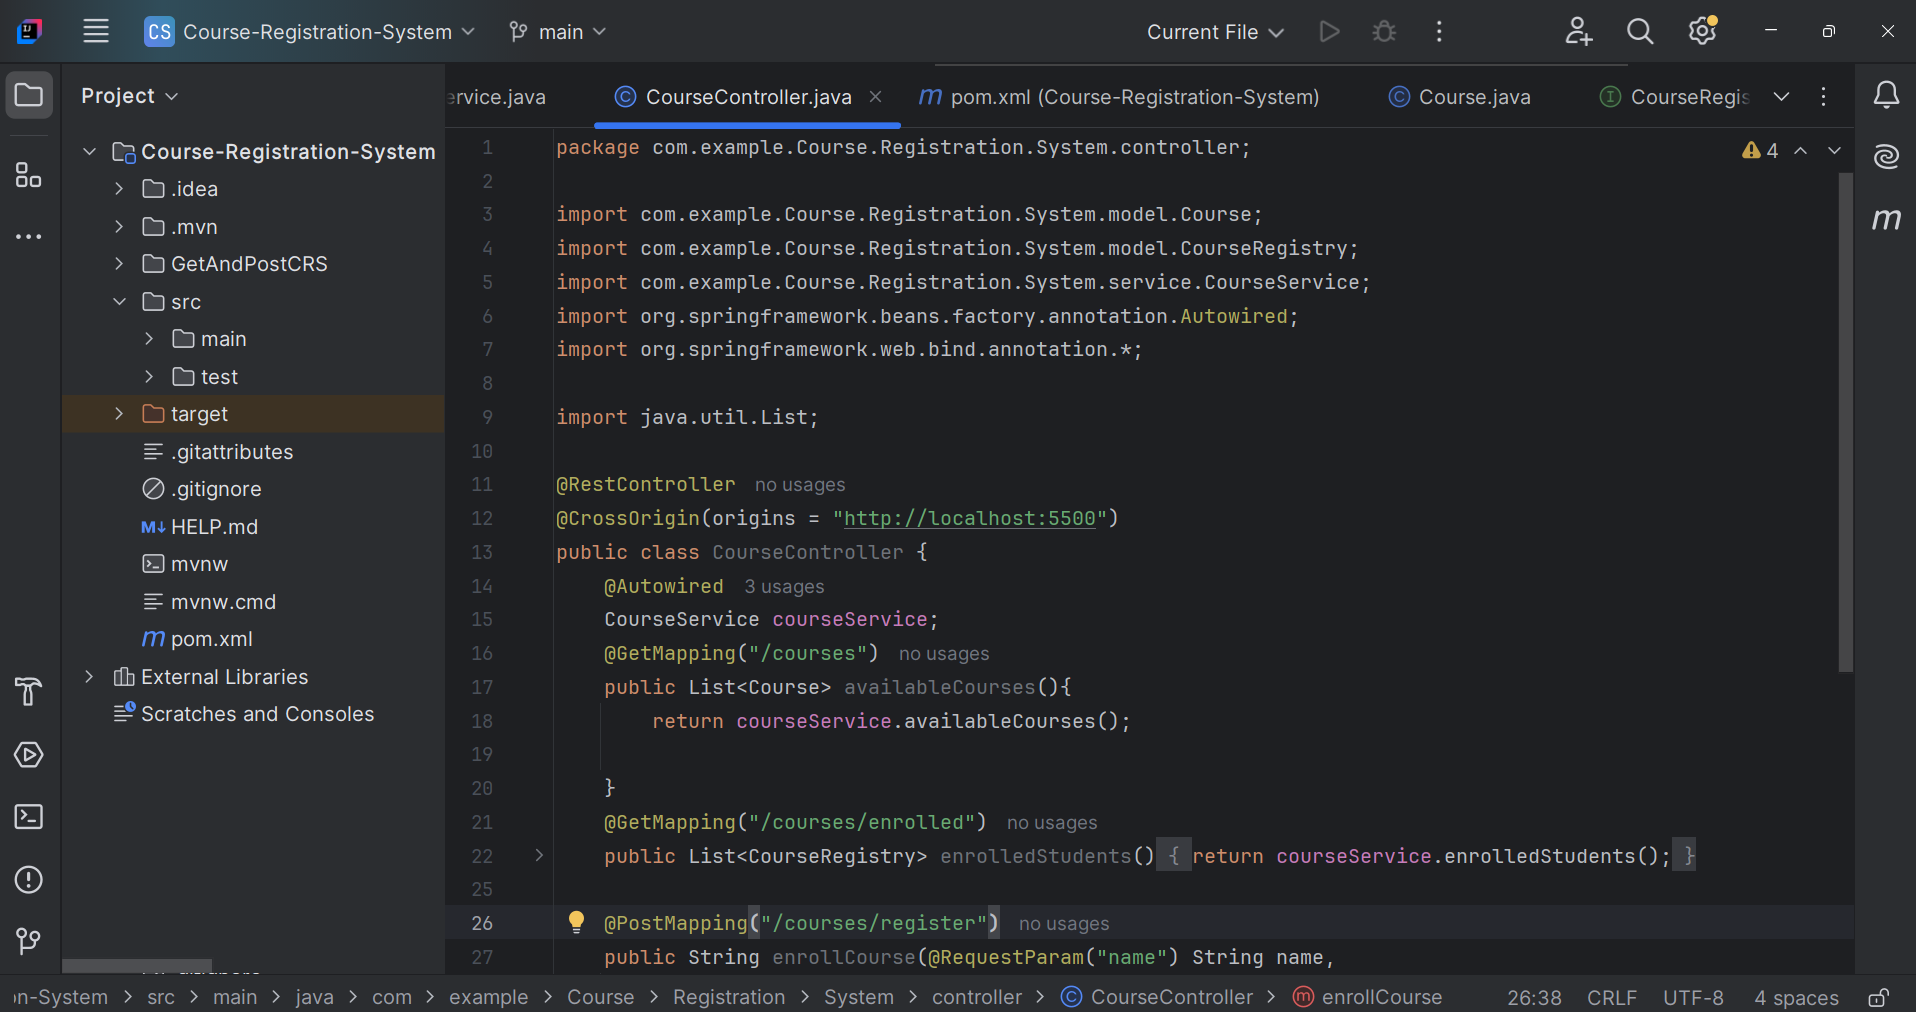 CS Course-Registration-System main Current File
Project
Course-Registration-System
.idea
.mvn
GetAndPostCRS
src
main
test
target
.gitattributes
.gitignore
HELP.md
mvnw
mvnw.cmd
pom.xml
External Libraries
Scratches and Consoles
ervice.java CourseController.java pom.xml (Course-Registration-System) Course.java CourseRegis
4
1 package com.example.Course.Registration.System.controller;
2
3 import com.example.Course.Registration.System.model.Course;
4 import com.example.Course.Registration.System.model.CourseRegistry;
5 import com.example.Course.Registration.System.service.CourseService;
6 import org.springframework.beans.factory.annotation.Autowired;
7 import org.springframework.web.bind.annotation.*;
8
9 import java.util.List;
10
11 @RestController no usages
12 @CrossOrigin(origins = "http://localhost:5500")
13 public class CourseController {
14 @Autowired 3 usages
15 CourseService courseService;
16 @GetMapping("/courses") no usages
17 public List<Course> availableCourses(){
18 return courseService.availableCourses();
19
20 }
21 @GetMapping("/courses/enrolled") no usages
22 public List<CourseRegistry> enrolledStudents() { return courseService.enrolledStudents(); }
25
26 @PostMapping("/courses/register") no usages
27 public String enrollCourse(@RequestParam("name") String name,
on-System > src > main > java > com > example > Course > Registration > System > controller > CourseController > enrollCourse 26:38 CRLF UTF-8 4 spaces